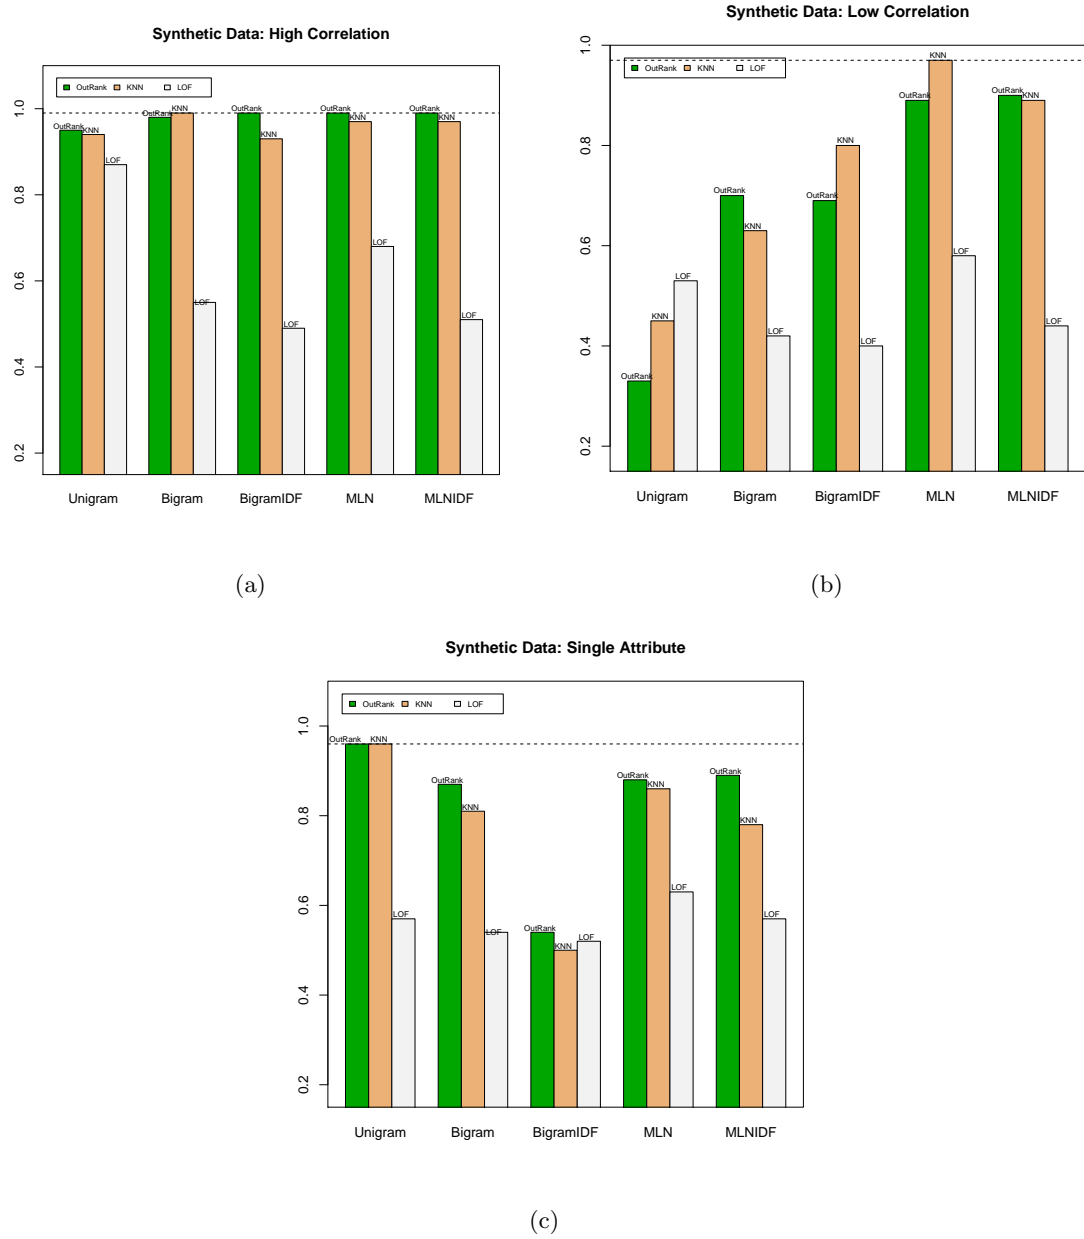 Synthetic Data: High Correlation
OutRank KNN LOF
OutRank KNN LOF
OutRank KNN LOF
OutRank KNN LOF
OutRank KNN LOF
OutRank KNN LOF
0.2 0.4 0.6 0.8 1.0
Unigram Bigram BigramIDF MLN MLNIDF
(a)
Synthetic Data: Low Correlation
OutRank KNN LOF
OutRank KNN LOF
OutRank KNN LOF
OutRank KNN LOF
OutRank KNN LOF
OutRank KNN LOF
0.2 0.4 0.6 0.8 1.0
Unigram Bigram BigramIDF MLN MLNIDF
(b)
Synthetic Data: Single Attribute
OutRank KNN LOF
OutRank KNN LOF
OutRank KNN LOF
OutRank KNN LOF
OutRank KNN LOF
OutRank KNN LOF
0.2 0.4 0.6 0.8 1.0
Unigram Bigram BigramIDF MLN MLNIDF
(c)